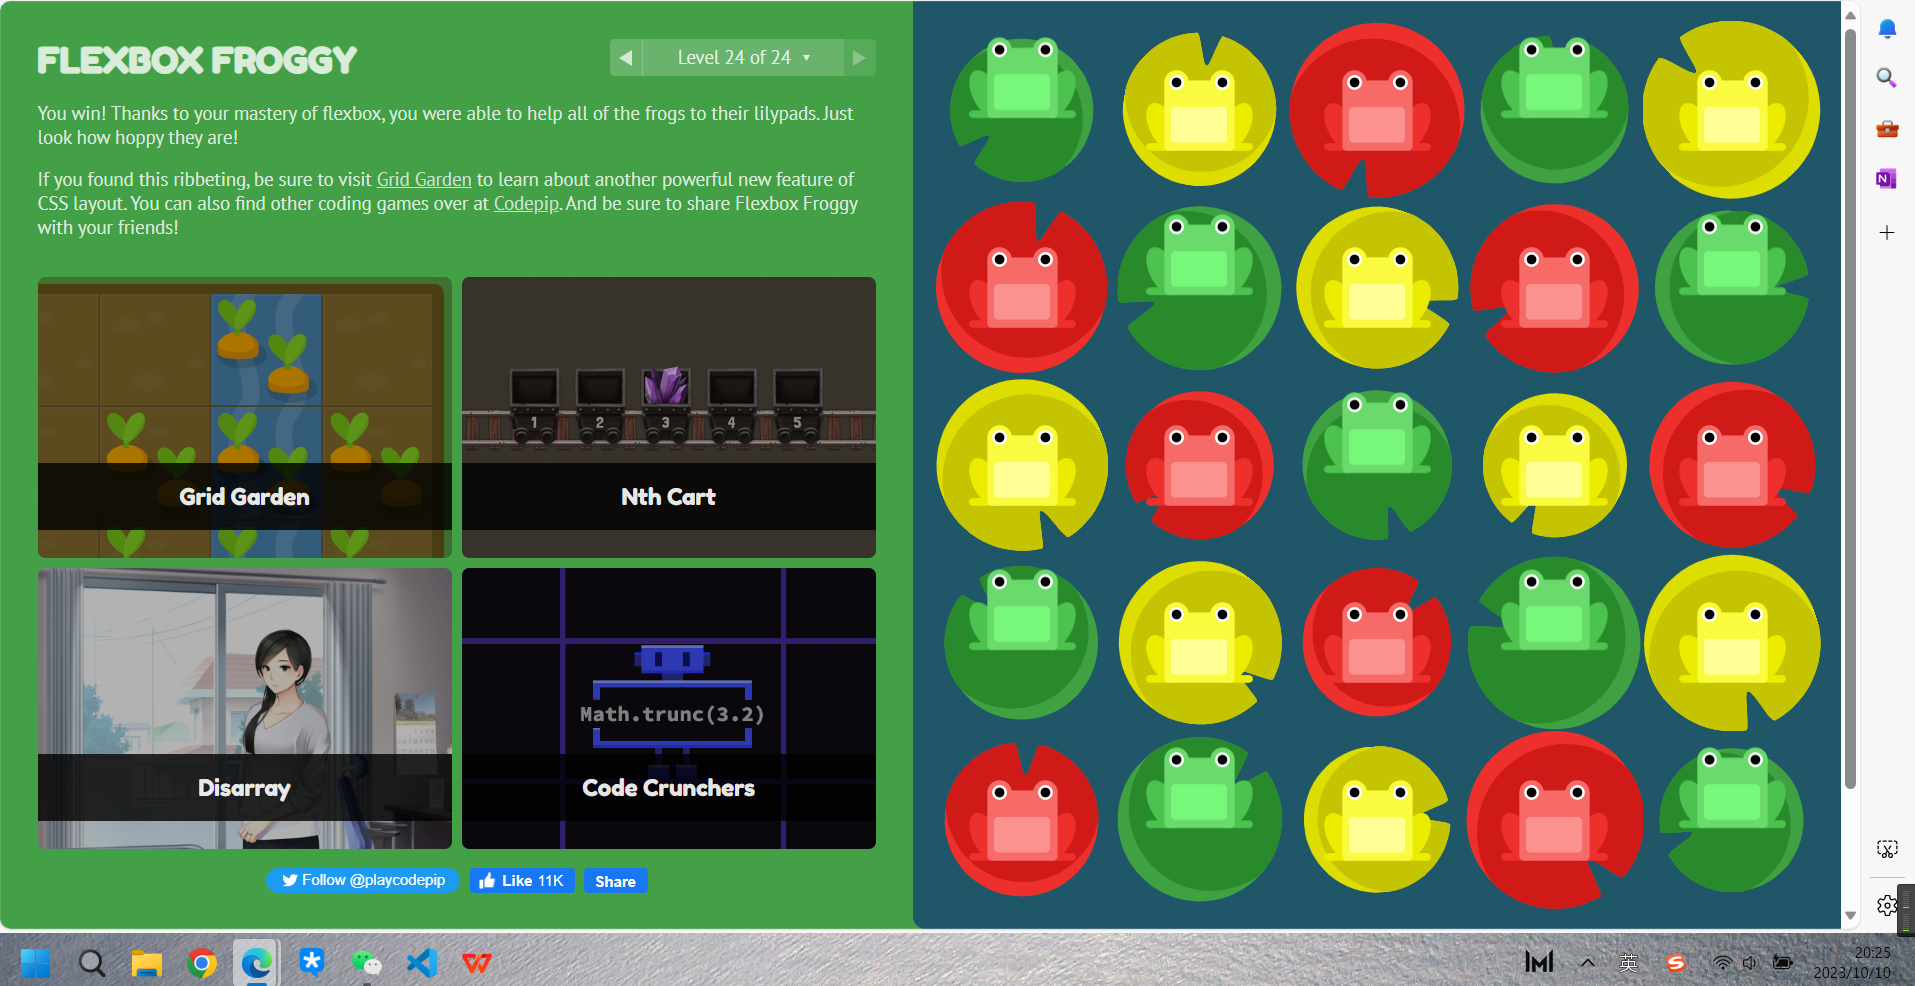 FLEXBOX FROGGY
Level 24 of 24
You win! Thanks to your mastery of flexbox, you were able to help all of the frogs to their lilypads. Just
look how hoppy they are!
If you found this ribbeting, be sure to visit Grid Garden to learn about another powerful new feature of
CSS layout. You can also find other coding games over at Codepip. And be sure to share Flexbox Froggy
with your friends!
Grid Garden
1 2 3 4 5
Nth Cart
Disarray
Math.trunc(3.2)
Code Crunchers
Follow @playcodepip
Like 11K
Share
N
英
20:25
2023/10/10